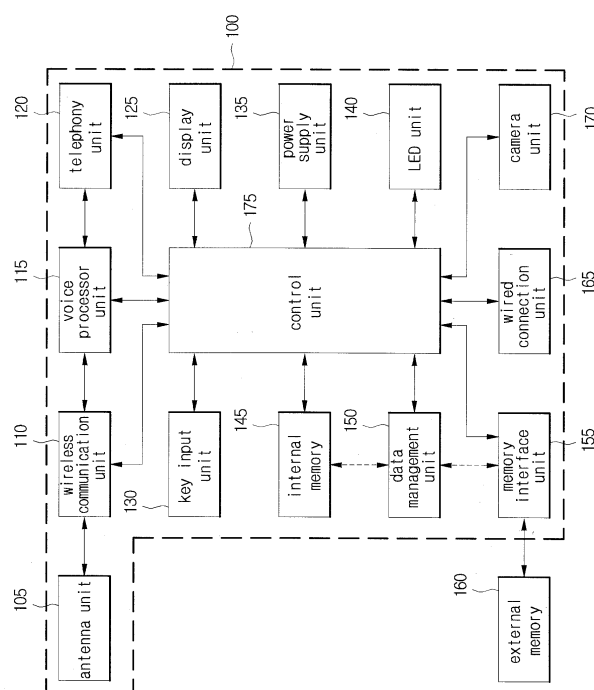 100
105
antenna unit
110
wireless
communication
unit
115
voice
processor
unit
120
telephony
unit
130
key input
unit
125
display
unit
145
internal
memory
175
control
unit
135
power
supply
unit
150
data
management
unit
140
LED unit
160
external
memory
155
memory
interface
unit
165
wired
connection
unit
170
camera
unit